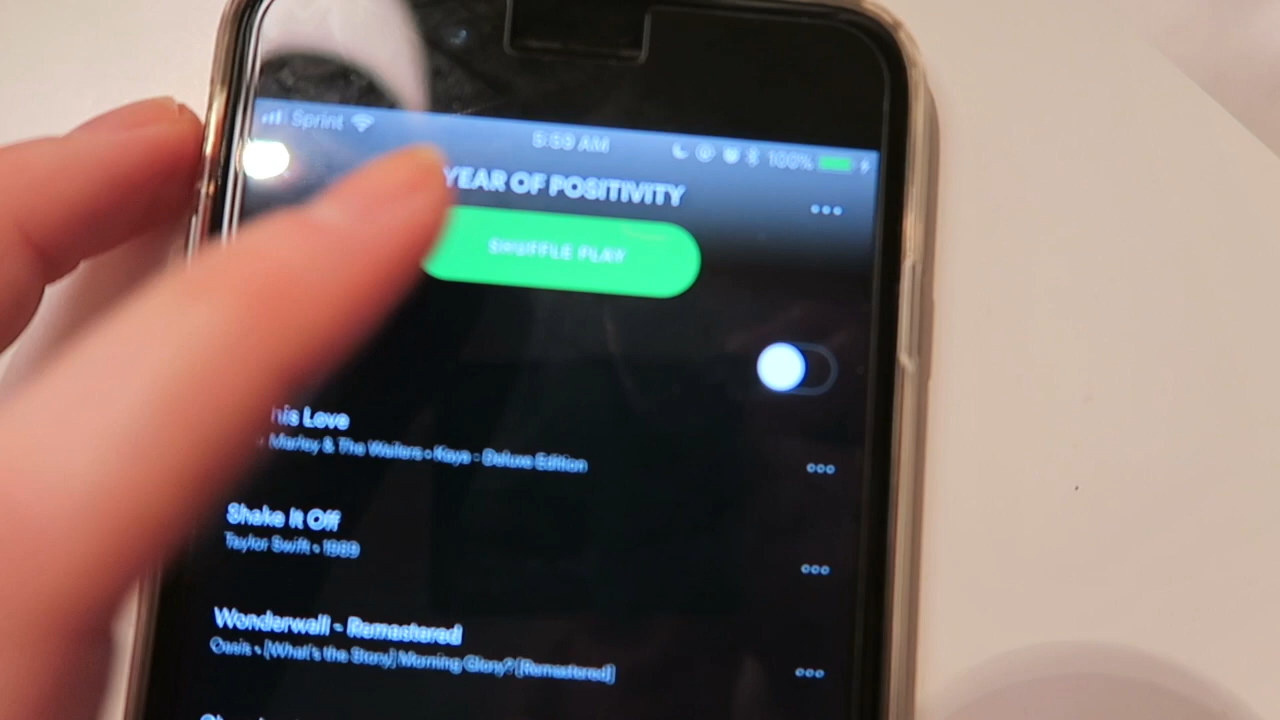 Sprint
5:59 AM
100%
YEAR OF POSITIVITY
SHUFFLE PLAY
his Love
Marley & The Wailers • Kaya - Deluxe Edition
Shake It Off
Taylor Swift • 1989
Wonderwall - Remastered
Oasis • [What's the Story] Morning Glory? [Remastered]